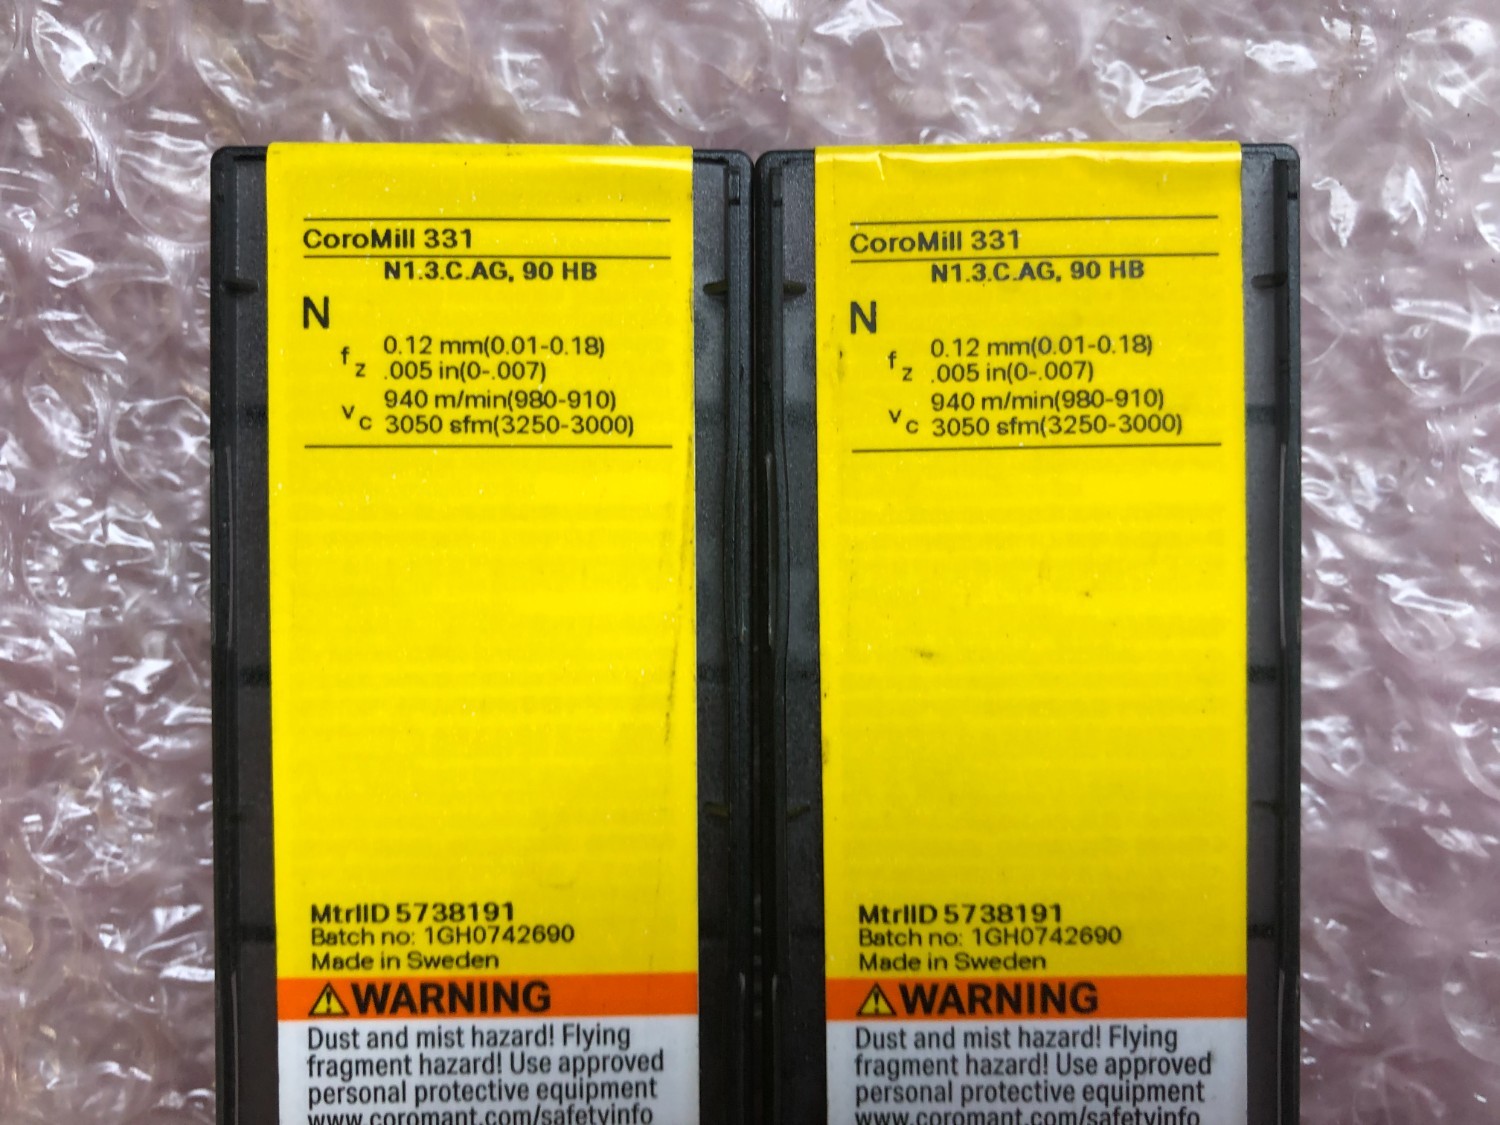 CoroMill 331
N1.3.C.AG, 90 HB
N
fz 0.12 mm(0.01-0.18)
.005 in(0-.007)
vc 940 m/min(980-910)
3050 sfm(3250-3000)
MtrlID 5738191
Batch no: 1GH0742690
Made in Sweden
WARNING
Dust and mist hazard! Flying
fragment hazard! Use approved
personal protective equipment
www.coromant.com/safetyinfo
CoroMill 331
N1.3.C.AG, 90 HB
N
fz 0.12 mm(0.01-0.18)
.005 in(0-.007)
vc 940 m/min(980-910)
3050 sfm(3250-3000)
MtrlID 5738191
Batch no: 1GH0742690
Made in Sweden
WARNING
Dust and mist hazard! Flying
fragment hazard! Use approved
personal protective equipment
www.coromant.com/safetyinfo